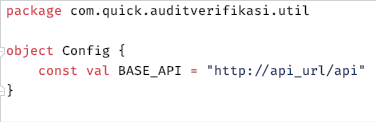 package com.quick.auditverifikasi.util
object Config {
const val BASE_API = "http://api_url/api"
}